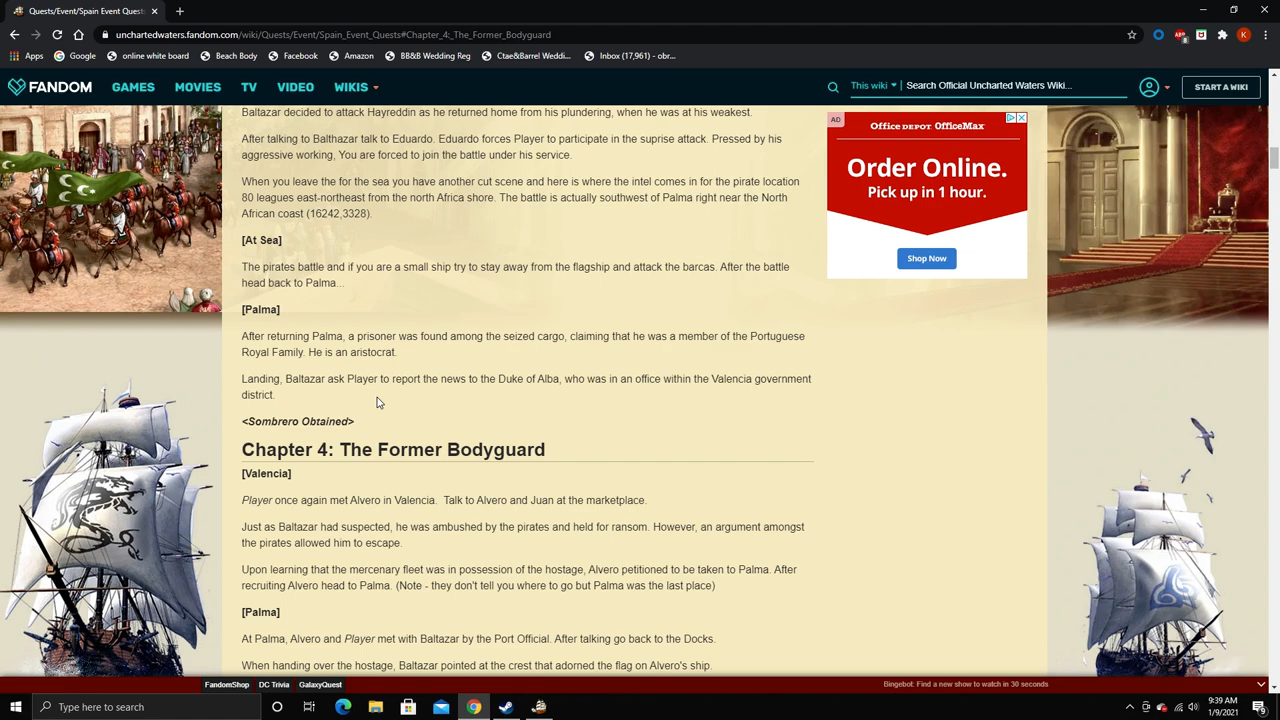 Quests/Event/Spain_Event_Quests
unchartedwaters.fandom.com/wiki/Quests/Event/Spain_Event_Quests#Chapter_4:_The_Former_Bodyguard
Apps Google online white board Beach Body Facebook Amazon BB&B Wedding Reg Ctae&Barrel Weddi... Inbox (17,961) - obr...
FANDOM GAMES MOVIES TV VIDEO WIKIS This wiki Search Official Uncharted Waters Wiki... START A WIKI
Baltazar decided to attack Hayreddin as he returned home from his plundering, when he was at his weakest.
After talking to Balthazar talk to Eduardo. Eduardo forces Player to participate in the suprise attack. Pressed by his
aggressive working, You are forced to join the battle under his service.
When you leave the for the sea you have another cut scene and here is where the intel comes in for the pirate location
80 leagues east-northeast from the north Africa shore. The battle is actually southwest of Palma right near the North
African coast (16242,3328).
[At Sea]
The pirates battle and if you are a small ship try to stay away from the flagship and attack the barcas. After the battle
head back to Palma...
[Palma]
After returning Palma, a prisoner was found among the seized cargo, claiming that he was a member of the Portuguese
Royal Family. He is an aristocrat.
Landing, Baltazar ask Player to report the news to the Duke of Alba, who was in an office within the Valencia government
district.
<Sombrero Obtained>
Chapter 4: The Former Bodyguard
[Valencia]
Player once again met Alvero in Valencia. Talk to Alvero and Juan at the marketplace.
Just as Baltazar had suspected, he was ambushed by the pirates and held for ransom. However, an argument amongst
the pirates allowed him to escape.
Upon learning that the mercenary fleet was in possession of the hostage, Alvero petitioned to be taken to Palma. After
recruiting Alvero head to Palma. (Note - they don't tell you where to go but Palma was the last place)
[Palma]
At Palma, Alvero and Player met with Baltazar by the Port Official. After talking go back to the Docks.
When handing over the hostage, Baltazar pointed at the crest that adorned the flag on Alvero's ship.
AD
Office DEPOT OfficeMax
Order Online.
Pick up in 1 hour.
Shop Now
FandomShop DC Trivia GalaxyQuest Bingebot: Find a new show to watch in 30 seconds
Type here to search
9:39 AM
1/9/2021
9